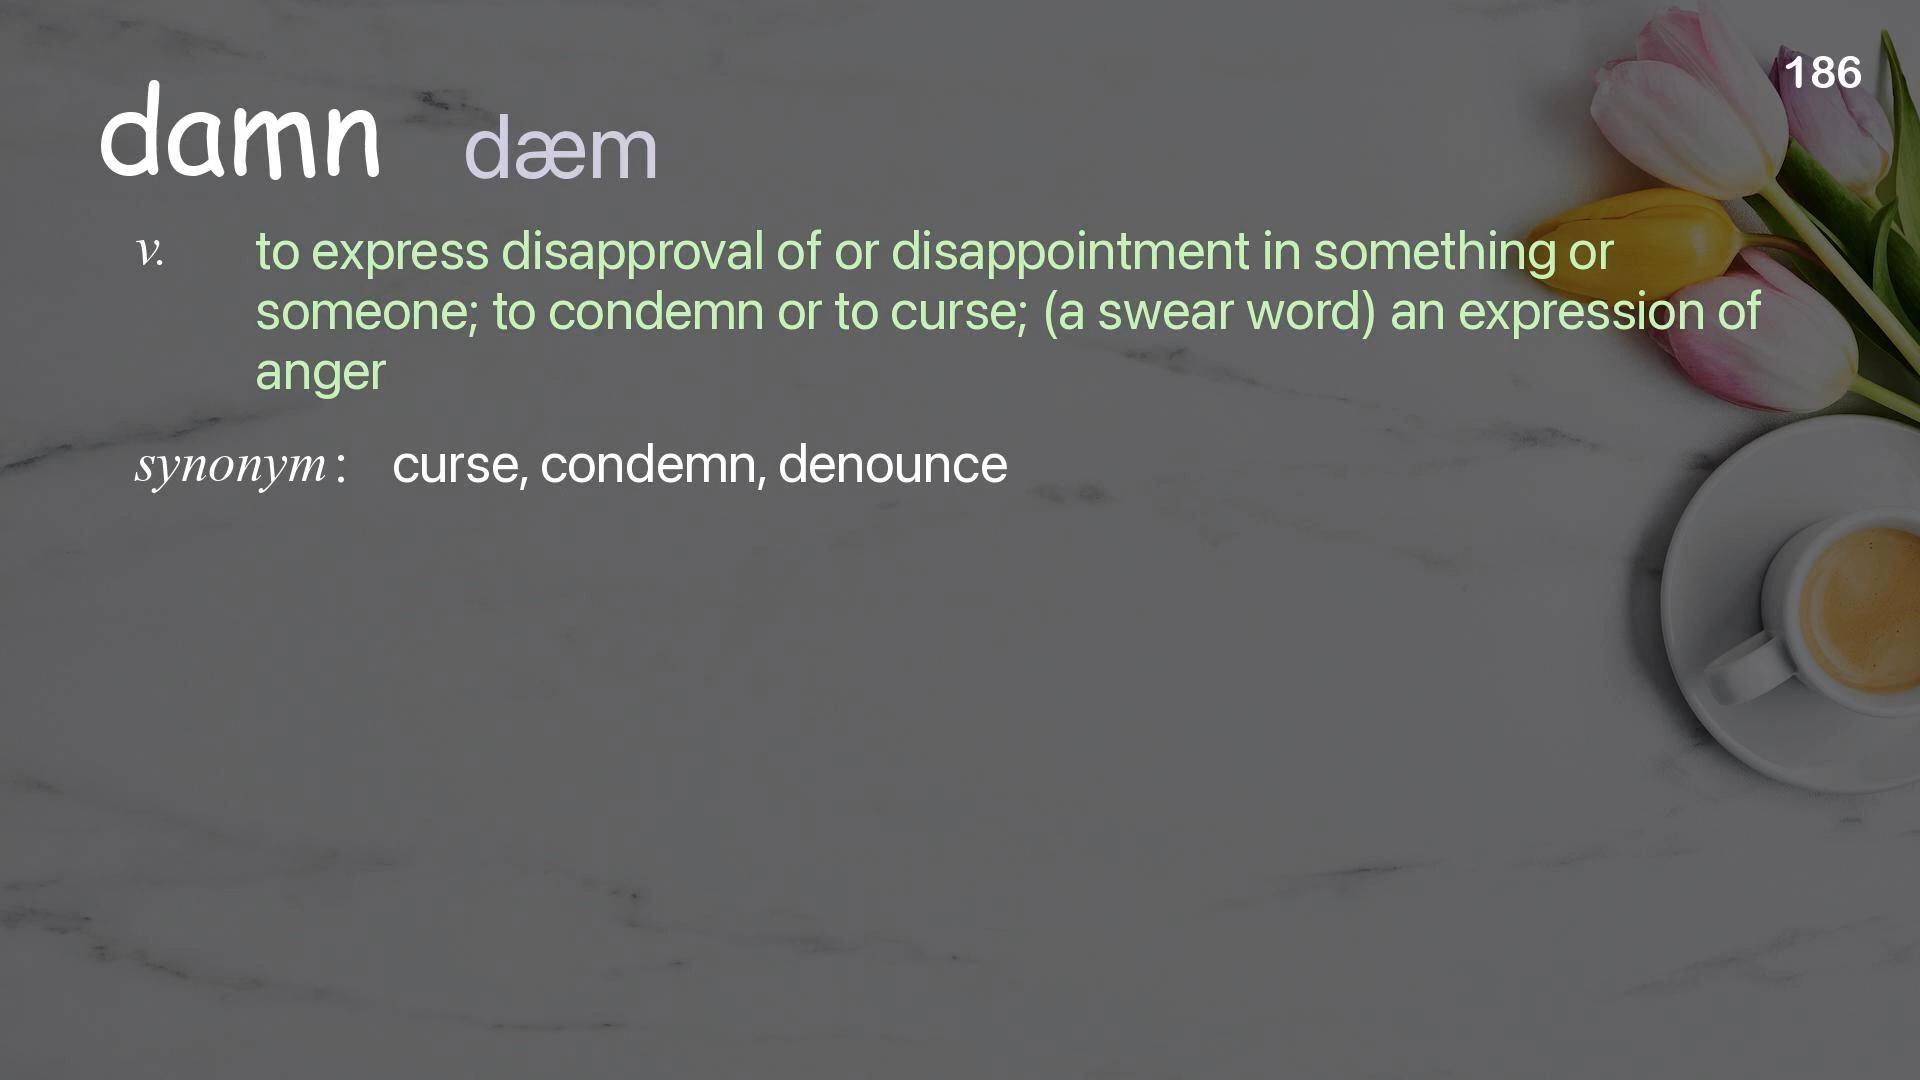 186
damn dæm
v. to express disapproval of or disappointment in something or
someone; to condemn or to curse; (a swear word) an expression of
anger
synonym : curse, condemn, denounce